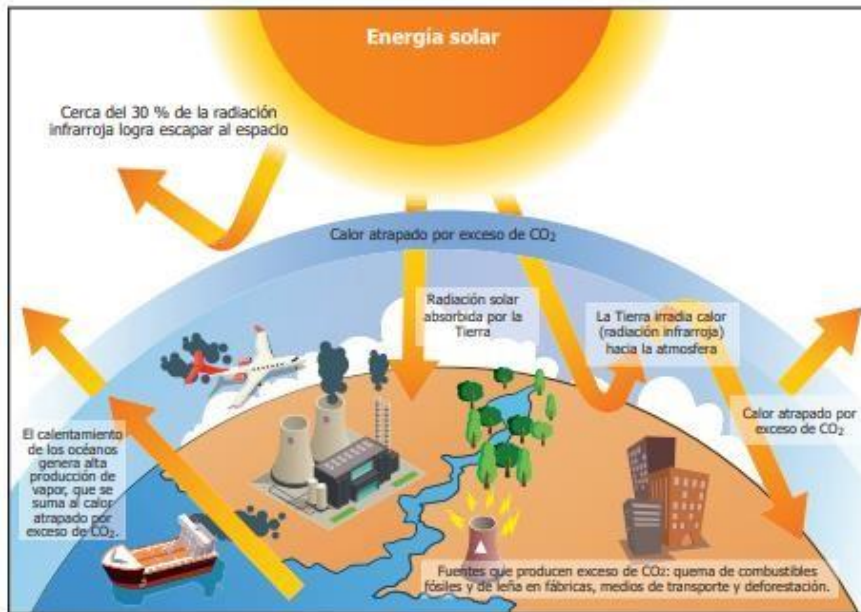 Energía solar
Cerca del 30 % de la radiación
infrarroja logra escapar al espacio
Calor atrapado por exceso de CO2
Radiación solar
absorbida por la
Tierra
La Tierra irradia calor
(radiación infrarroja)
hacia la atmosfera
Calor atrapado por
exceso de CO2
El calentamiento
de los océanos
genera alta
producción de
vapor, que se
suma al calor
atrapado por
exceso de CO2.
Fuentes que producen exceso de CO2: quema de combustibles
fósiles y de leña en fábricas, medios de transporte y deforestación.